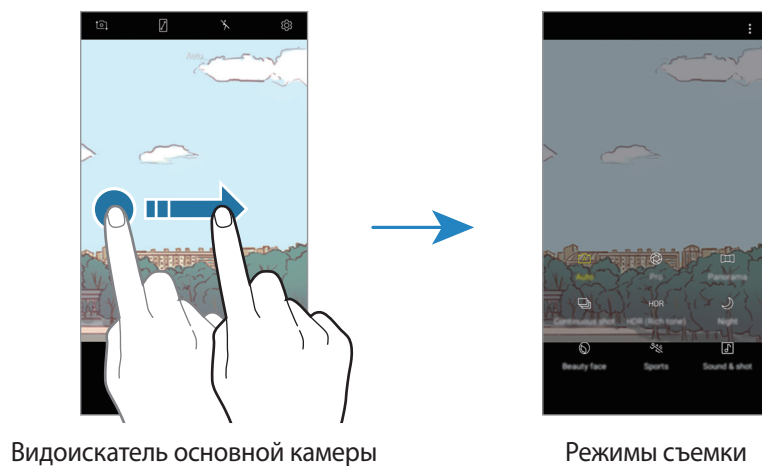 Auto
Auto
Pro
Panorama
Continuous shot
HDR
HDR (Rich tone)
Night
Beauty face
Sports
Sound & shot
Видоискатель основной камеры
Режимы съемки